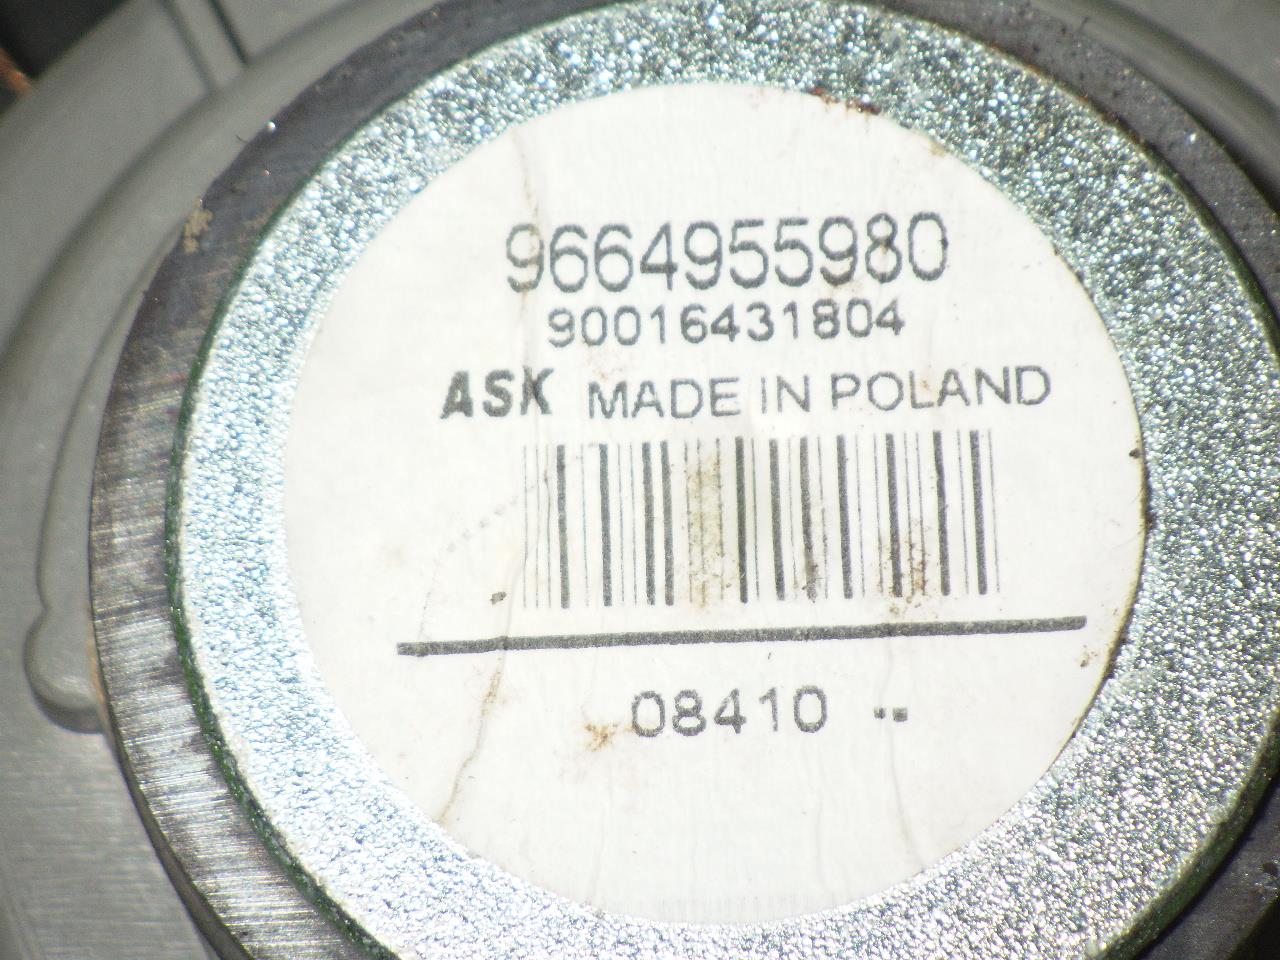 9664955980
90016431804
ASK MADE IN POLAND
08410 --